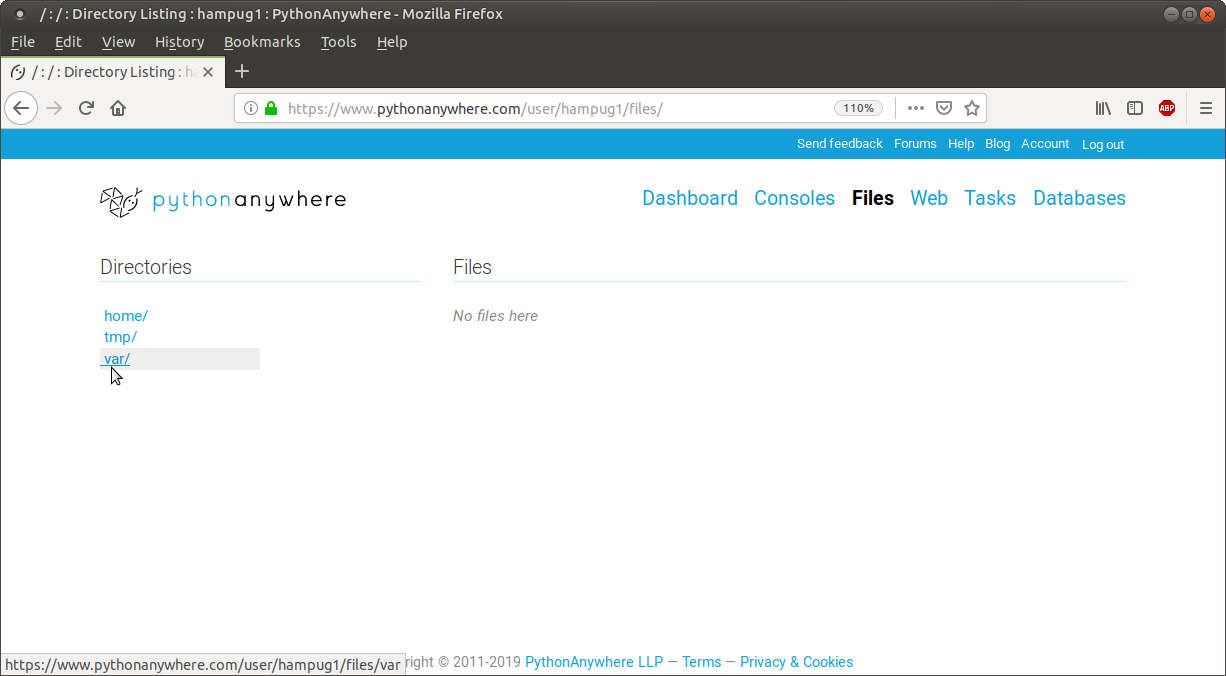 / : / : Directory Listing : hampug1 : PythonAnywhere - Mozilla Firefox
File Edit View History Bookmarks Tools Help
/ : / : Directory Listing : ha
https://www.pythonanywhere.com/user/hampug1/files/ 110% ABP
Send feedback Forums Help Blog Account Log out
pythonanywhere Dashboard Consoles Files Web Tasks Databases
Directories Files
home/ No files here
tmp/
var/
https://www.pythonanywhere.com/user/hampug1/files/var right © 2011-2019 PythonAnywhere LLP — Terms — Privacy & Cookies